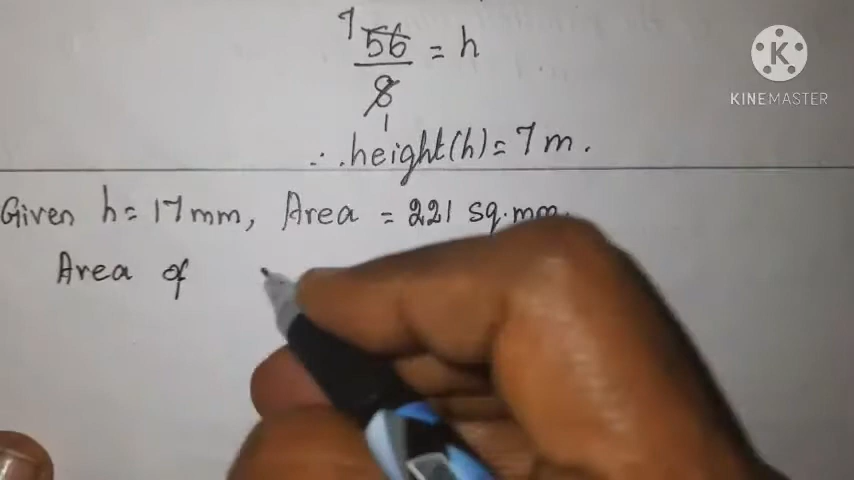 7
56
8 = h
1
∴ height(h) = 7 m.
Given h = 17 mm, Area = 221 sq.mm.
Area of
KINEMASTER